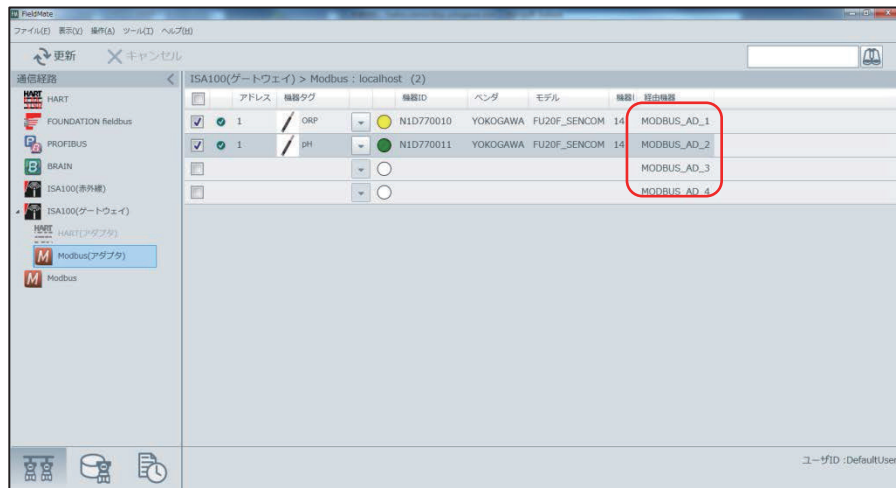 FieldMate
ファイル(F) 表示(V) 操作(A) ツール(T) ヘルプ(H)
更新 キャンセル
通信経路
HART HART
FOUNDATION fieldbus
PROFIBUS
BRAIN
ISA100(赤外線)
ISA100(ゲートウェイ)
HART HART(アダプタ)
Modbus(アダプタ)
Modbus
ISA100(ゲートウェイ) > Modbus : localhost (2)
アドレス 機器タグ 機器ID ベンダ モデル 機器 経由機器
1 ORP N1D770010 YOKOGAWA FU20F_SENCOM 14 MODBUS_AD_1
1 pH N1D770011 YOKOGAWA FU20F_SENCOM 14 MODBUS_AD_2
MODBUS_AD_3
MODBUS_AD_4
ユーザID :DefaultUser